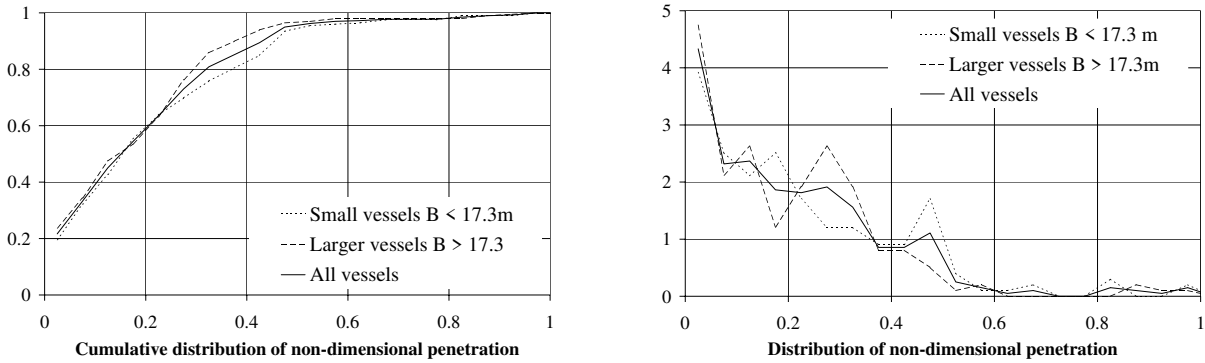 1
0.8
0.6
0.4
0.2
0
Small vessels B < 17.3m
Larger vessels B > 17.3
All vessels
0 0.2 0.4 0.6 0.8 1
Cumulative distribution of non-dimensional penetration
5
4
3
2
1
0
Small vessels B < 17.3 m
Larger vessels B > 17.3m
All vessels
0 0.2 0.4 0.6 0.8 1
Distribution of non-dimensional penetration